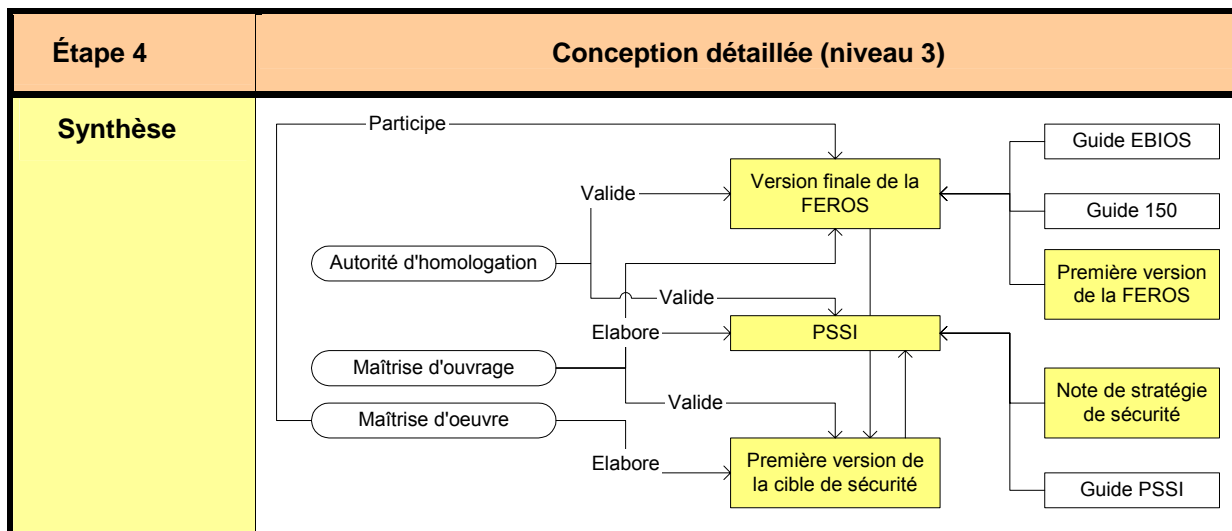 Étape 4
Conception détaillée (niveau 3)
Synthèse
Participe
Guide EBIOS
Version finale de la
FEROS
Valide
Guide 150
Autorité d'homologation
Première version
de la FEROS
Valide
Elabore
PSSI
Maîtrise d'ouvrage
Note de stratégie
de sécurité
Valide
Maîtrise d'oeuvre
Elabore
Première version de
la cible de sécurité
Guide PSSI